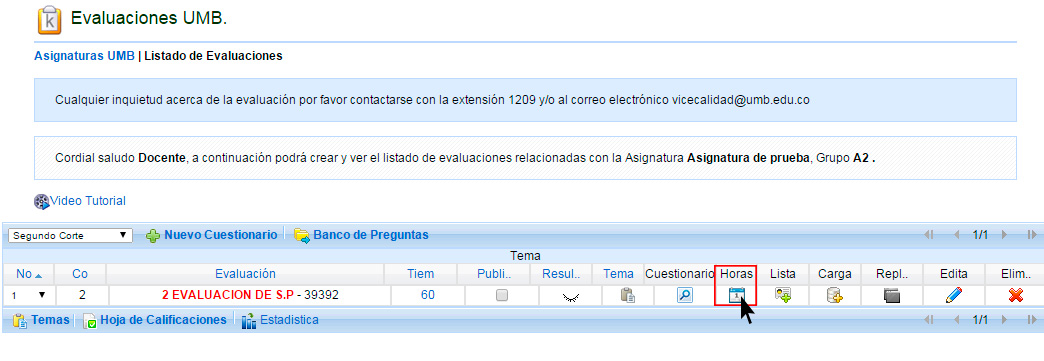 Evaluaciones UMB.
Asignaturas UMB | Listado de Evaluaciones
Cualquier inquietud acerca de la evaluación por favor contactarse con la extensión 1209 y/o al correo electrónico vicecalidad@umb.edu.co
Cordial saludo Docente, a continuación podrá crear y ver el listado de evaluaciones relacionadas con la Asignatura Asignatura de prueba, Grupo A2 .
Video Tutorial
Segundo Corte Nuevo Cuestionario Banco de Preguntas 1/1
Tema
No Co Evaluación Tiem Publi.. Resul.. Tema Cuestionario Horas Lista Carga Repl.. Edita Elim..
1 2 2 EVALUACION DE S.P - 39392 60
Temas Hoja de Calificaciones Estadistica 1/1